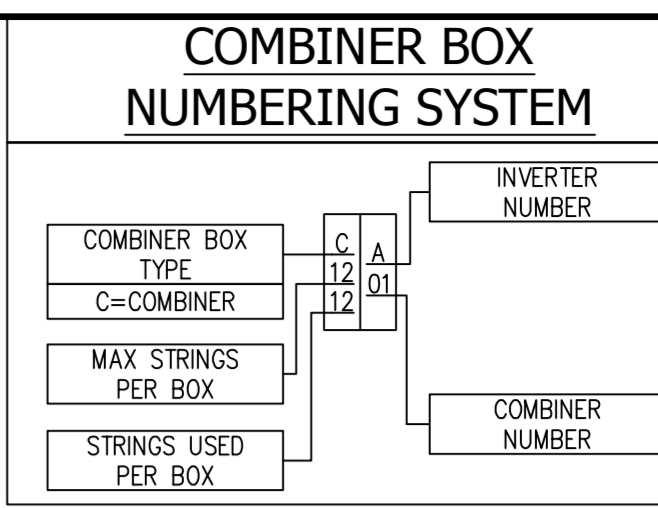 COMBINER BOX
NUMBERING SYSTEM
INVERTER
NUMBER
COMBINER BOX
TYPE
C=COMBINER
C
12
12
A
01
MAX STRINGS
PER BOX
STRINGS USED
PER BOX
COMBINER
NUMBER